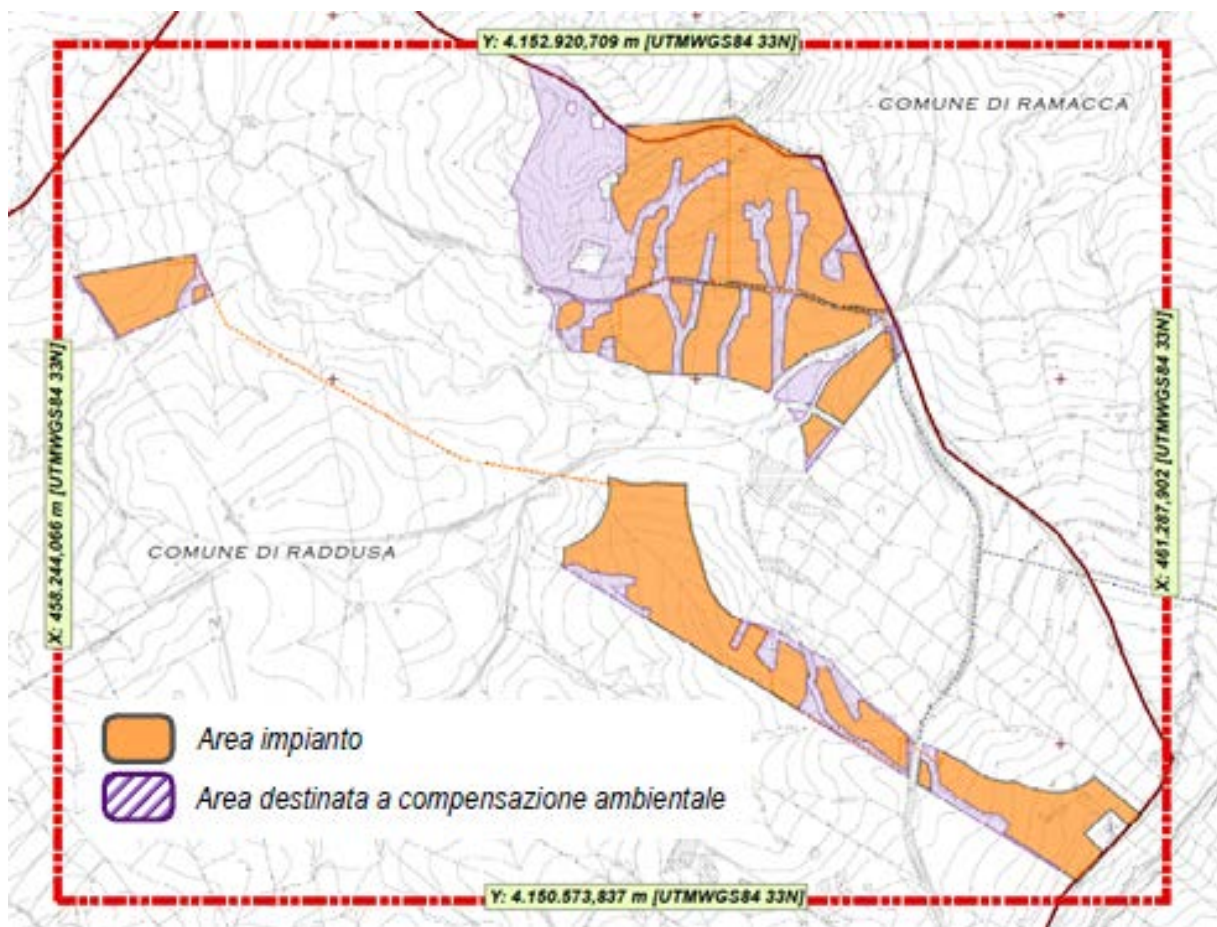 Y: 4.152.920,709 m [UTMWGS84 33N]
COMUNE DI RAMACCA
X: 458.244,066 m [UTMWGS84 33N]
X: 461.287,902 [UTMWGS84 33N]
COMUNE DI RADDUSA
Area impianto
Area destinata a compensazione ambientale
Y: 4.150.573,837 m [UTMWGS84 33N]